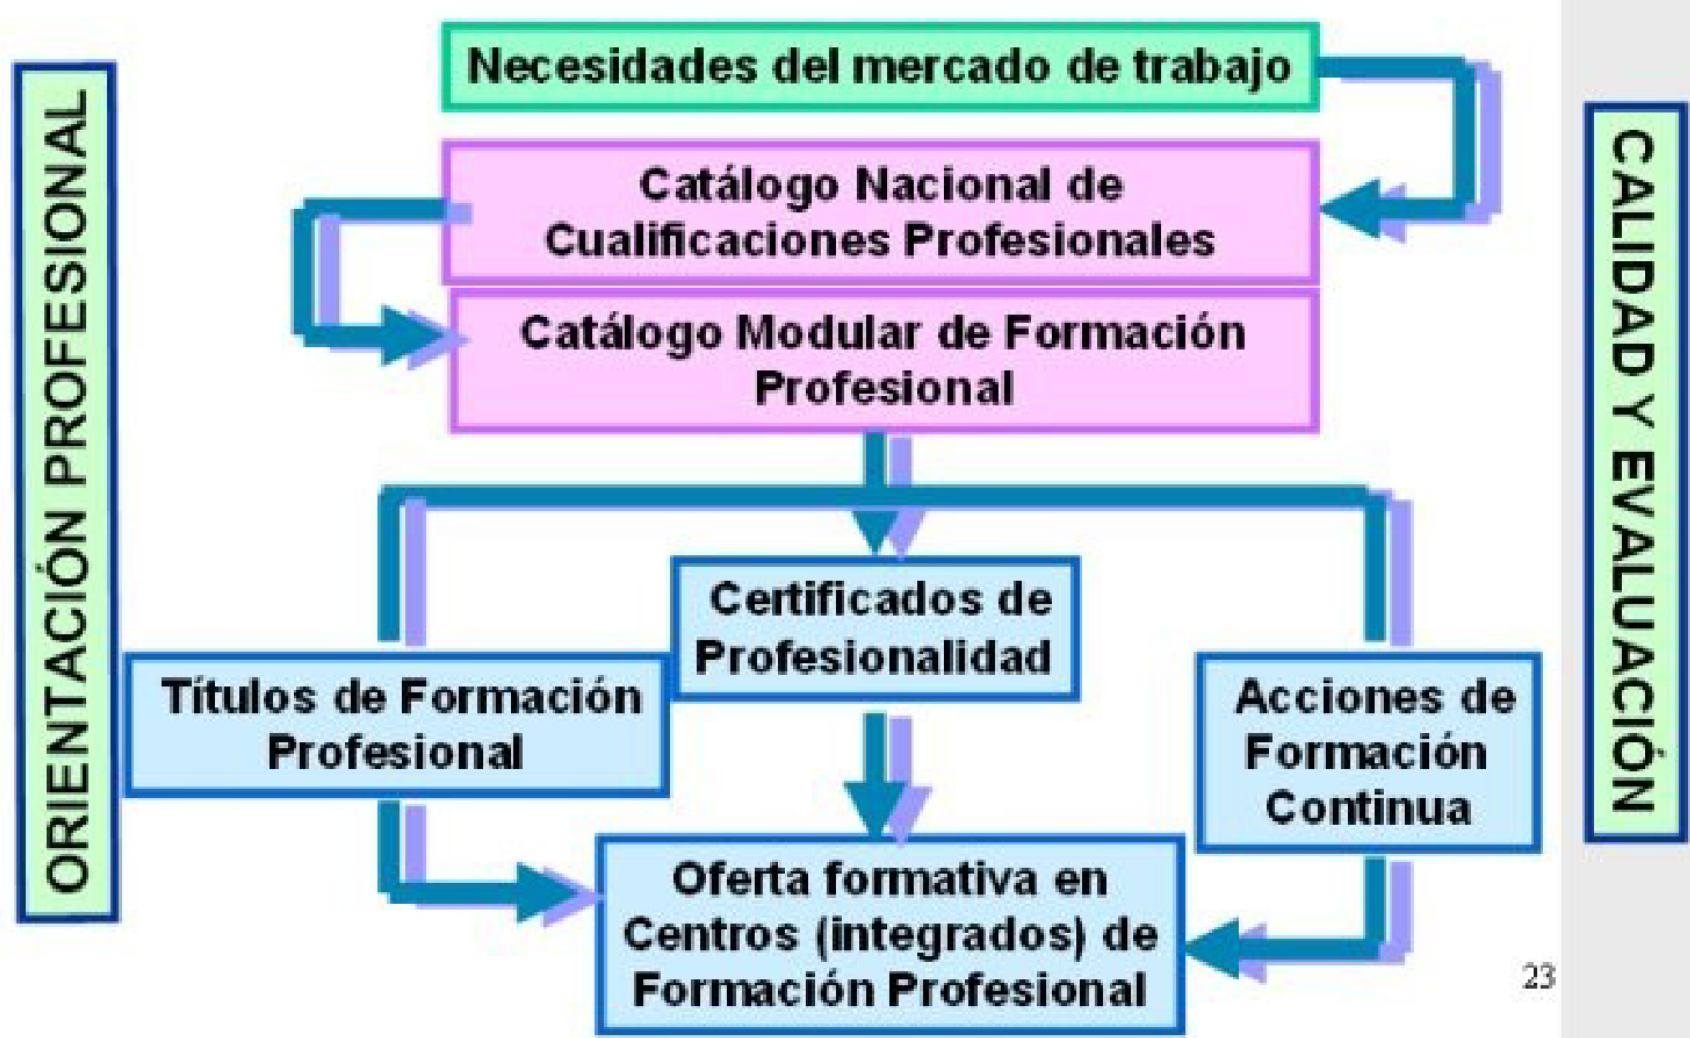 Necesidades del mercado de trabajo
ORIENTACIÓN PROFESIONAL
CALIDAD Y EVALUACIÓN
Catálogo Nacional de
Cualificaciones Profesionales
Catálogo Modular de Formación
Profesional
Certificados de
Profesionalidad
Títulos de Formación
Profesional
Acciones de
Formación
Continua
Oferta formativa en
Centros (integrados) de
Formación Profesional
23